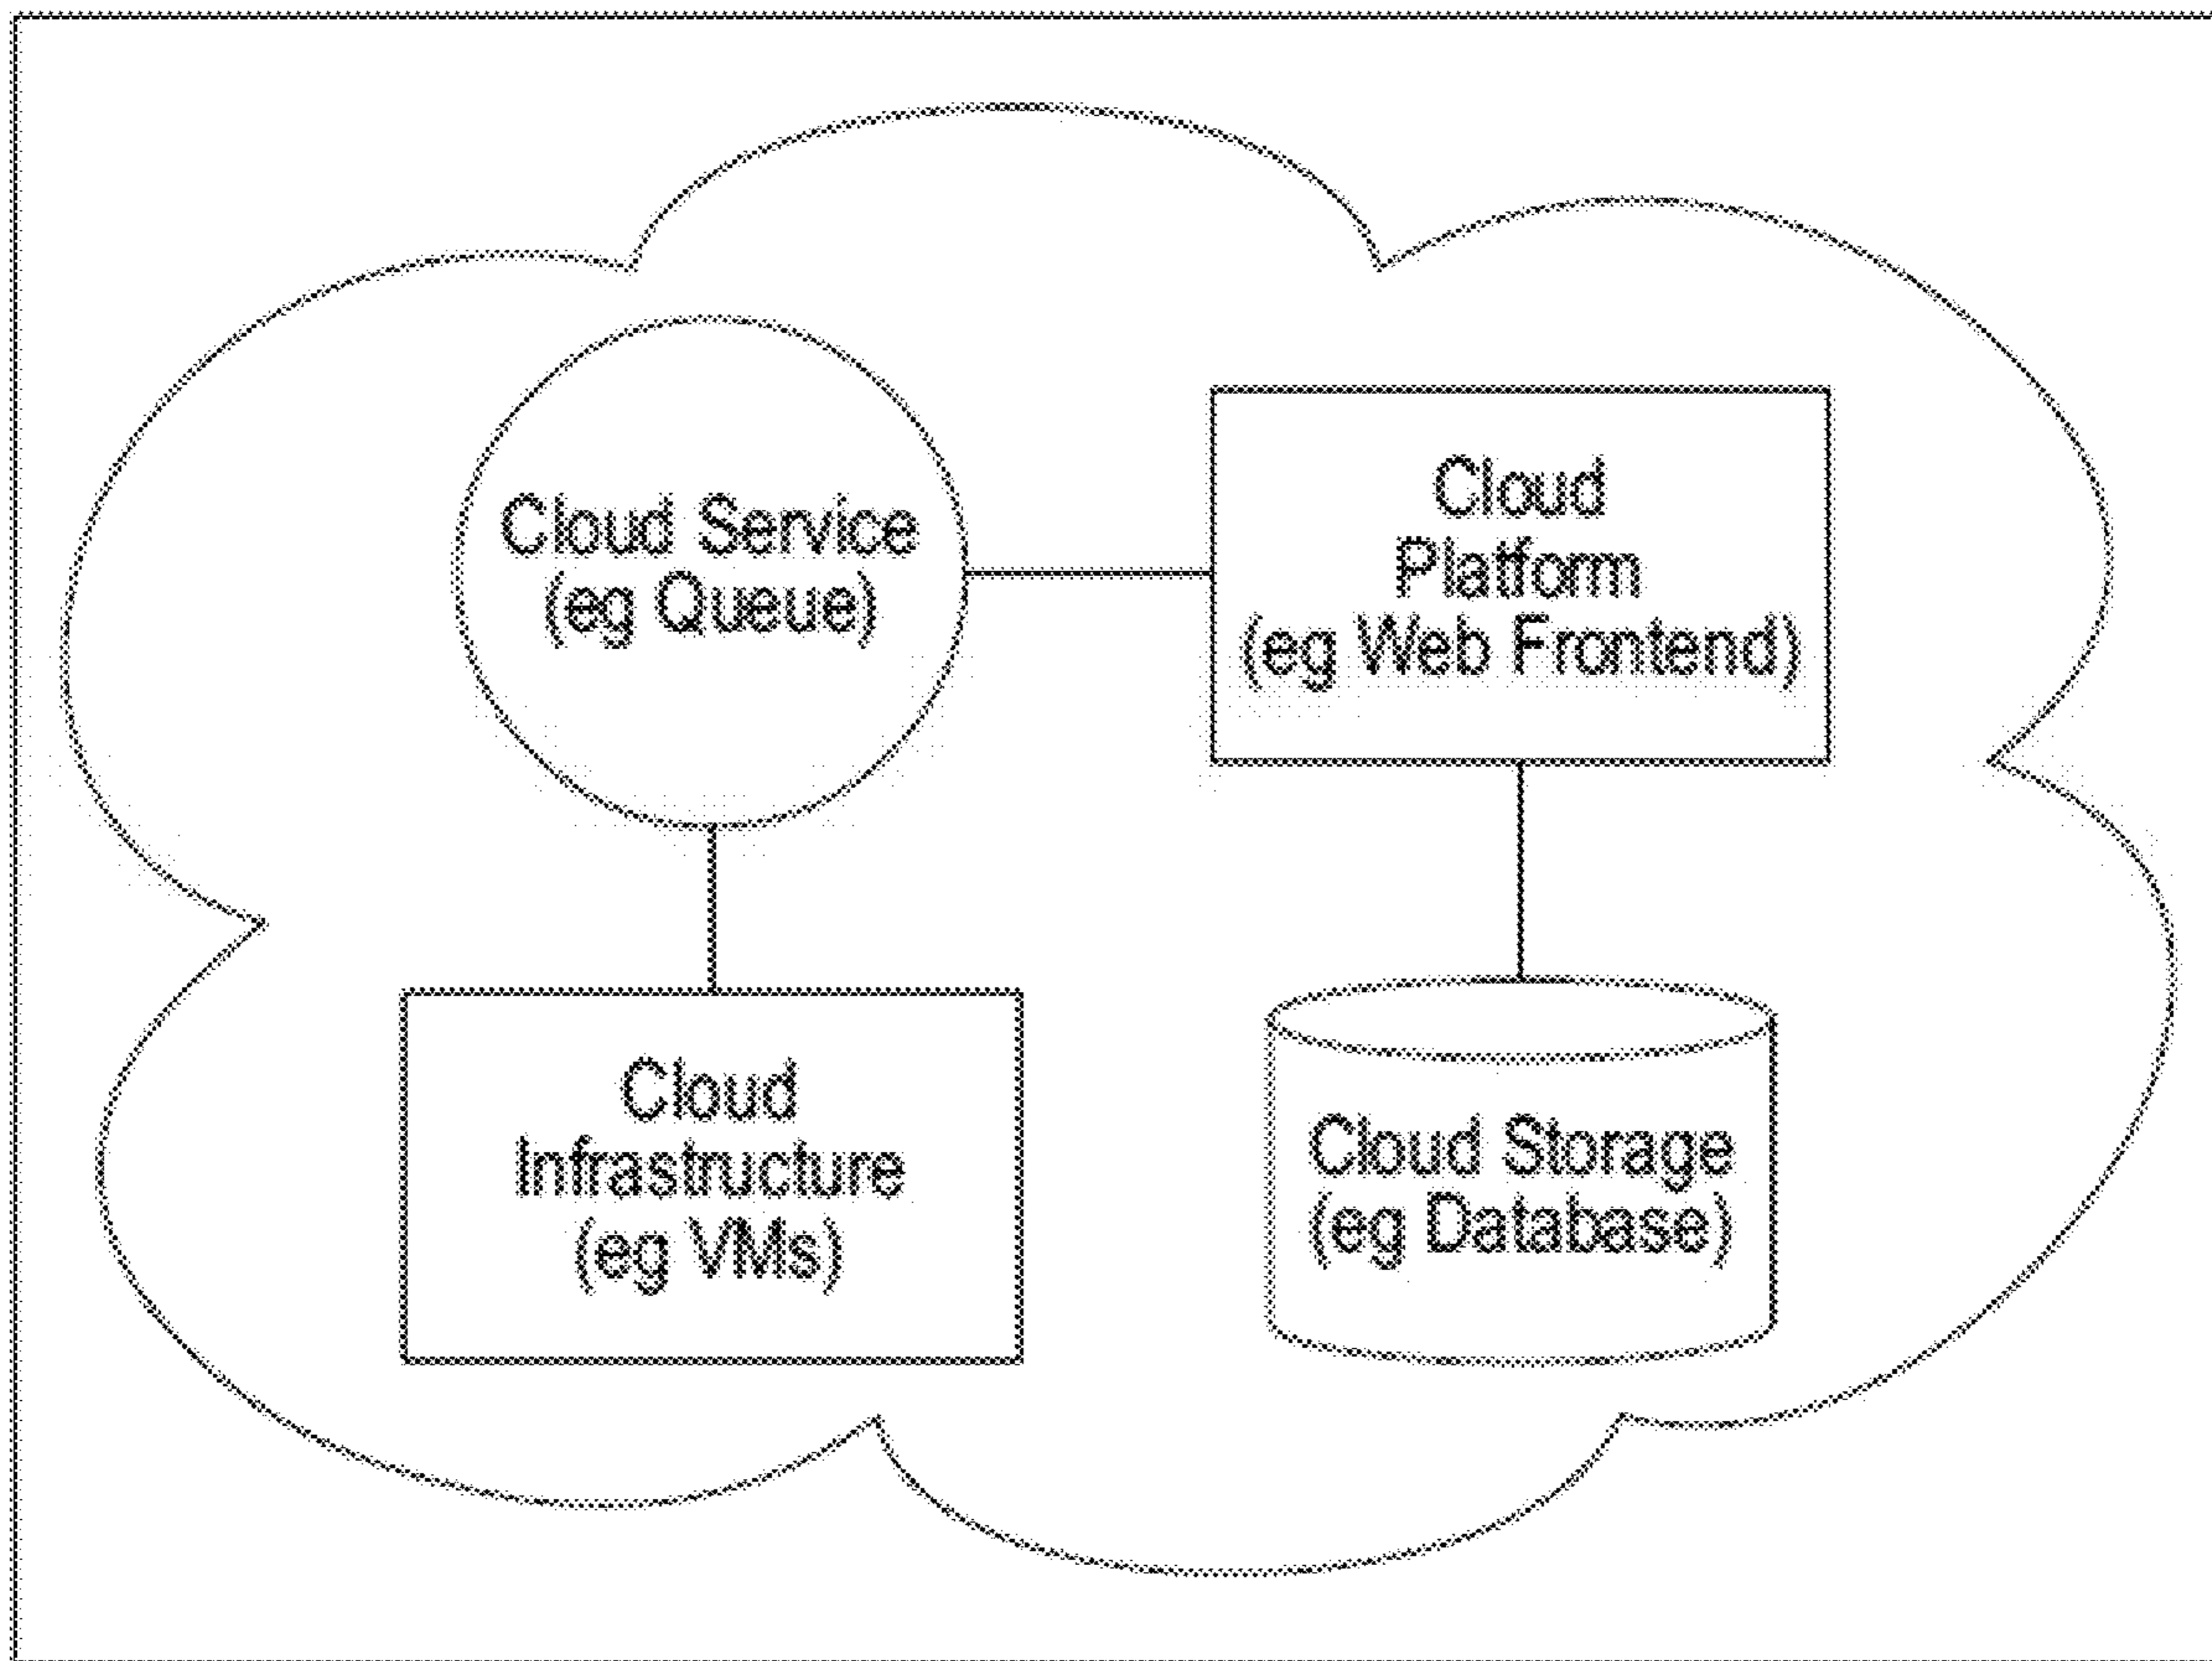 Cloud Service
(eg Queue)
Cloud
Platform
(eg Web Frontend)
Cloud
Infrastructure
(eg VMs)
Cloud Storage
(eg Database)